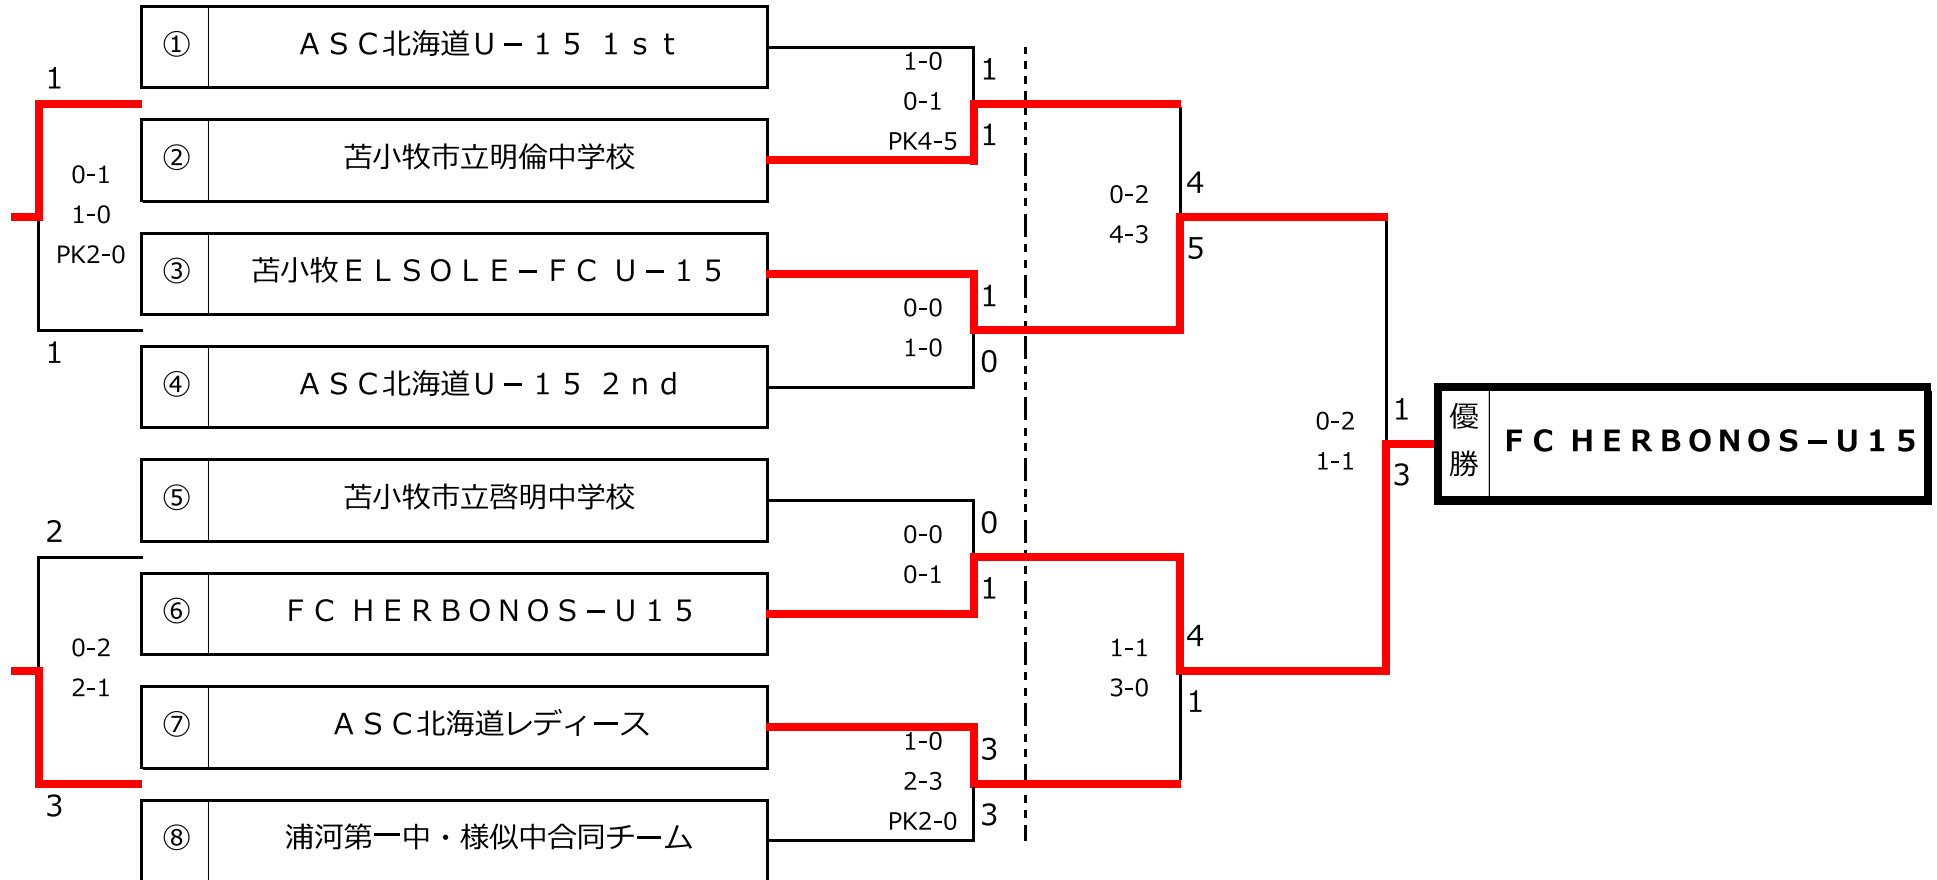 ① ＡＳＣ北海道Ｕ－１５ １ｓｔ
② 苫小牧市立明倫中学校
③ 苫小牧ＥＬＳＯＬＥ－ＦＣ Ｕ－１５
④ ＡＳＣ北海道Ｕ－１５ ２ｎｄ
⑤ 苫小牧市立啓明中学校
⑥ ＦＣ ＨＥＲＢＯＮＯＳ－Ｕ１５
⑦ ＡＳＣ北海道レディース
⑧ 浦河第一中・様似中合同チーム
1
0-1
1-0
PK2-0
1
2
0-2
2-1
3
1-0
0-1
PK4-5
1
1
0-0
1-0
1
0
0-0
0-1
0
1
1-0
2-3
PK2-0
3
3
0-2
4-3
4
5
1-1
3-0
4
1
0-2
1-1
1
3
優勝
ＦＣ ＨＥＲＢＯＮＯＳ－Ｕ１５